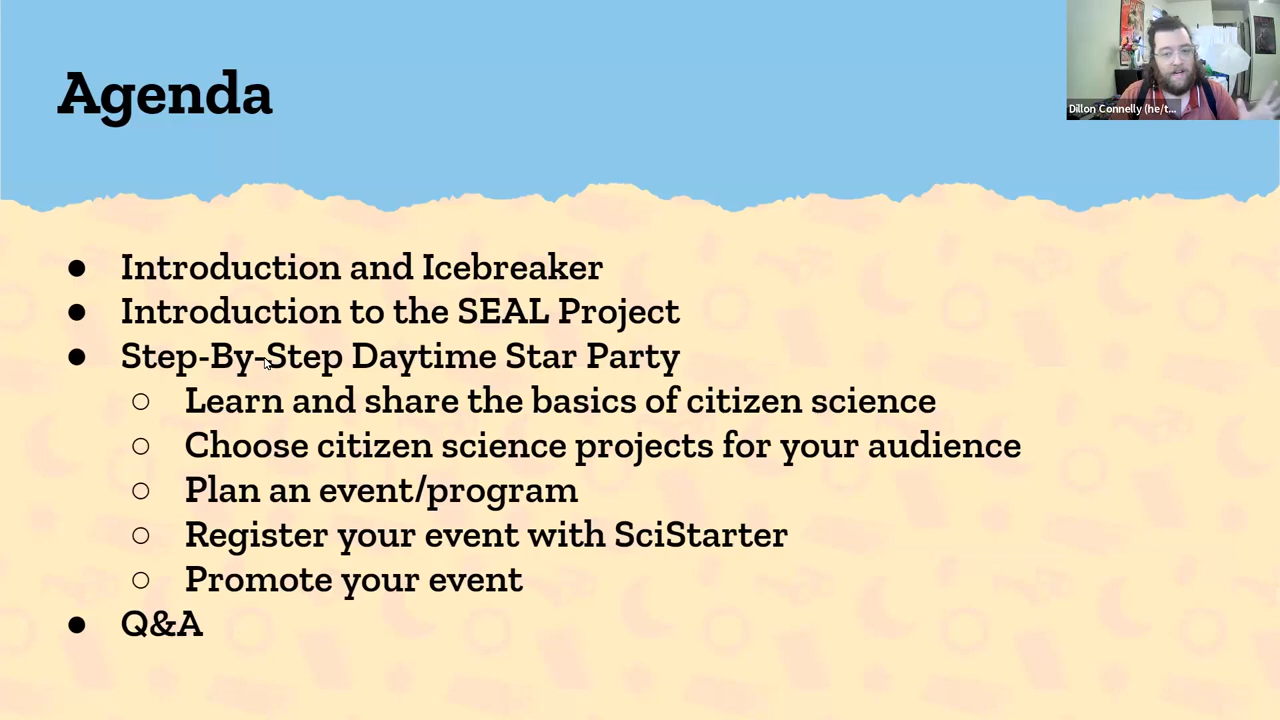 Agenda
Dillon Connelly (he/t...
● Introduction and Icebreaker
● Introduction to the SEAL Project
● Step-By-Step Daytime Star Party
○ Learn and share the basics of citizen science
○ Choose citizen science projects for your audience
○ Plan an event/program
○ Register your event with SciStarter
○ Promote your event
● Q&A